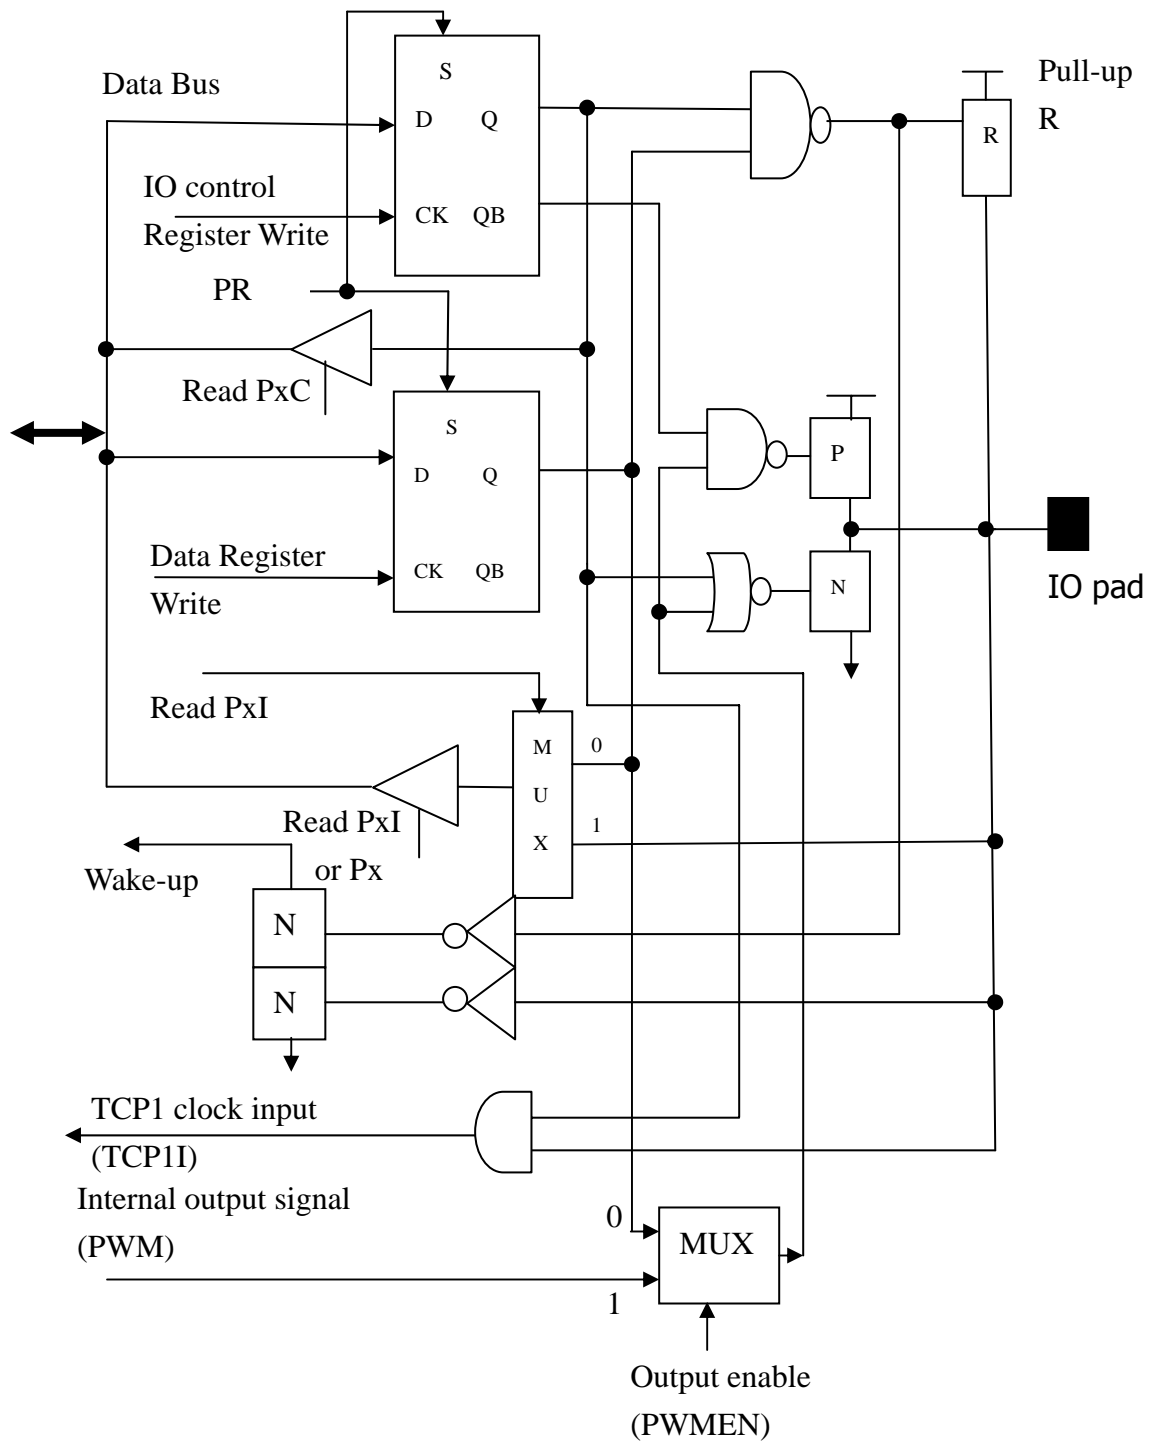 Pull-up
R
S
Data Bus
D Q
R
IO control
CK QB
Register Write
PR
Read PxC
S
P
D Q
Data Register
CK QB
N
IO pad
Write
Read PxI
M
0
U
Read PxI
1
X
or Px
Wake-up
N
N
TCP1 clock input
(TCP1I)
Internal output signal
0
(PWM)
MUX
1
Output enable
(PWMEN)